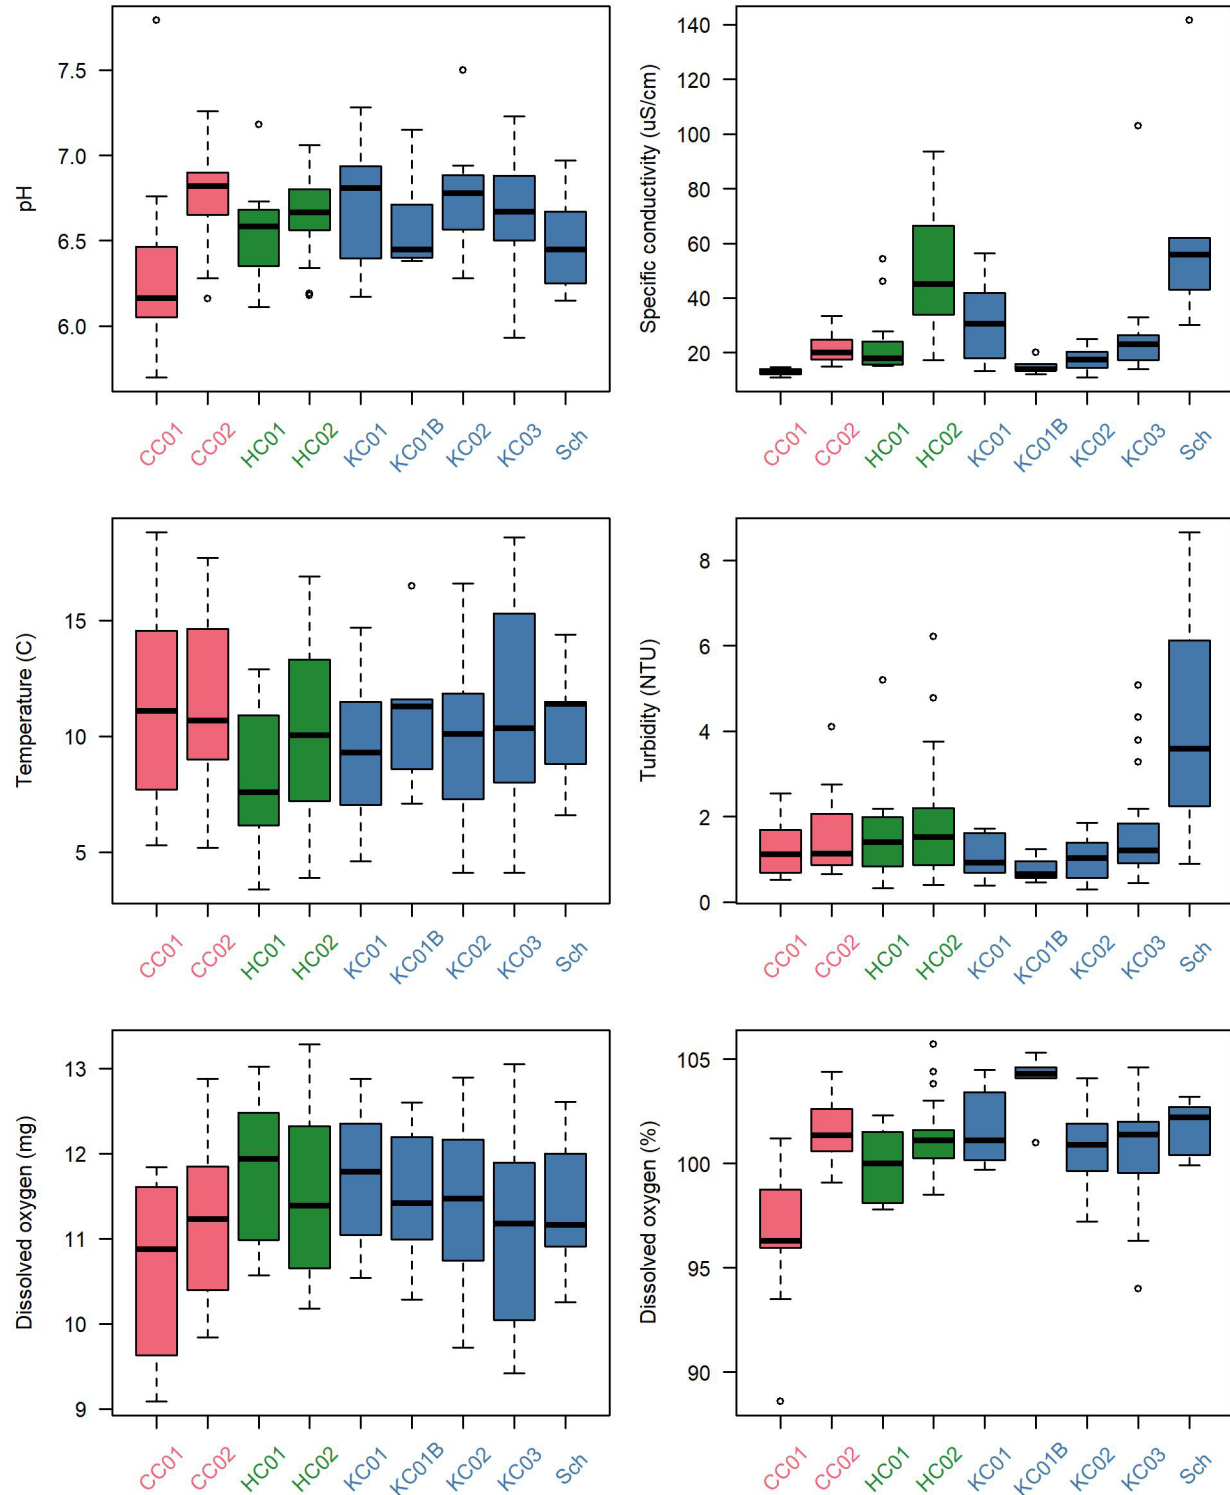 pH
7.5
7.0
6.5
6.0
CC01 CC02 HC01 HC02 KC01 KC01B KC02 KC03 Sch
Specific conductivity (uS/cm)
140
120
100
80
60
40
20
CC01 CC02 HC01 HC02 KC01 KC01B KC02 KC03 Sch
Temperature (C)
15
10
5
CC01 CC02 HC01 HC02 KC01 KC01B KC02 KC03 Sch
Turbidity (NTU)
8
6
4
2
0
CC01 CC02 HC01 HC02 KC01 KC01B KC02 KC03 Sch
Dissolved oxygen (mg)
13
12
11
10
9
CC01 CC02 HC01 HC02 KC01 KC01B KC02 KC03 Sch
Dissolved oxygen (%)
105
100
95
90
CC01 CC02 HC01 HC02 KC01 KC01B KC02 KC03 Sch